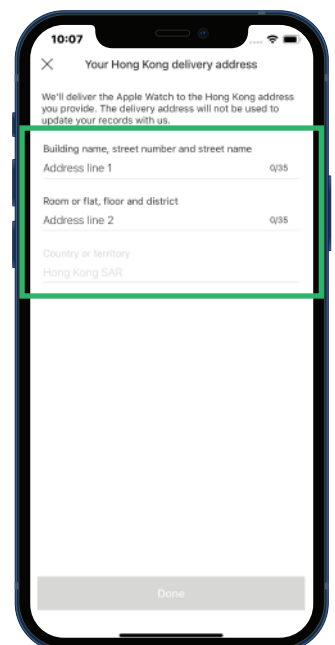 10:07
Your Hong Kong delivery address
We'll deliver the Apple Watch to the Hong Kong address
you provide. The delivery address will not be used to
update your records with us.
Building name, street number and street name
Address line 1 0/35
Room or flat, floor and district
Address line 2 0/35
Country or territory
Hong Kong SAR
Done